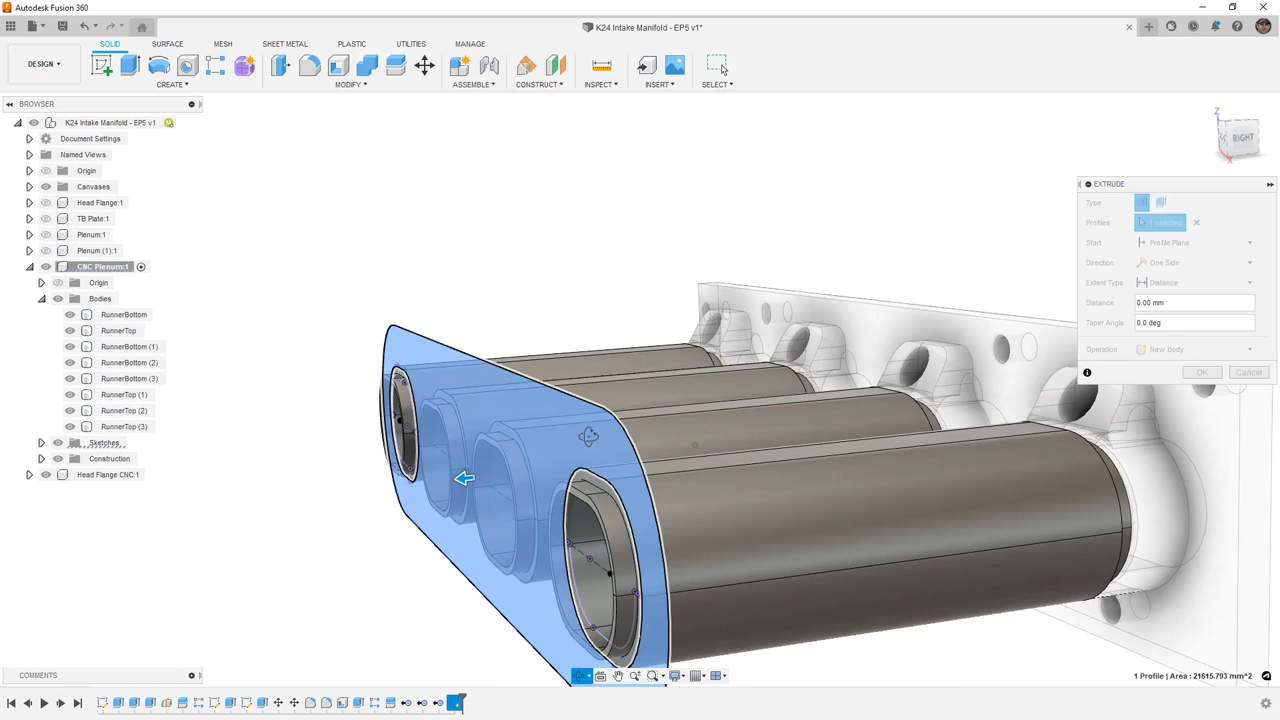 Autodesk Fusion 360
K24 Intake Manifold - EP5 v1*
SOLID SURFACE MESH SHEET METAL PLASTIC UTILITIES MANAGE
DESIGN
CREATE MODIFY ASSEMBLE CONSTRUCT INSPECT INSERT SELECT
BROWSER
K24 Intake Manifold - EP5 v1
Document Settings
Named Views
Origin
Canvases
Head Flange:1
TB Plate:1
Plenum:1
Plenum (1):1
CNC Plenum:1
Origin
Bodies
RunnerBottom
RunnerTop
RunnerBottom (1)
RunnerBottom (2)
RunnerBottom (3)
RunnerTop (1)
RunnerTop (2)
RunnerTop (3)
Sketches
Construction
Head Flange CNC:1
Z
RIGHT
X
EXTRUDE
Type
Profiles 1 selected
Start Profile Plane
Direction One Side
Extent Type Distance
Distance 0.00 mm
Taper Angle 0.0 deg
Operation New Body
OK Cancel
COMMENTS
1 Profile | Area : 21615.793 mm^2